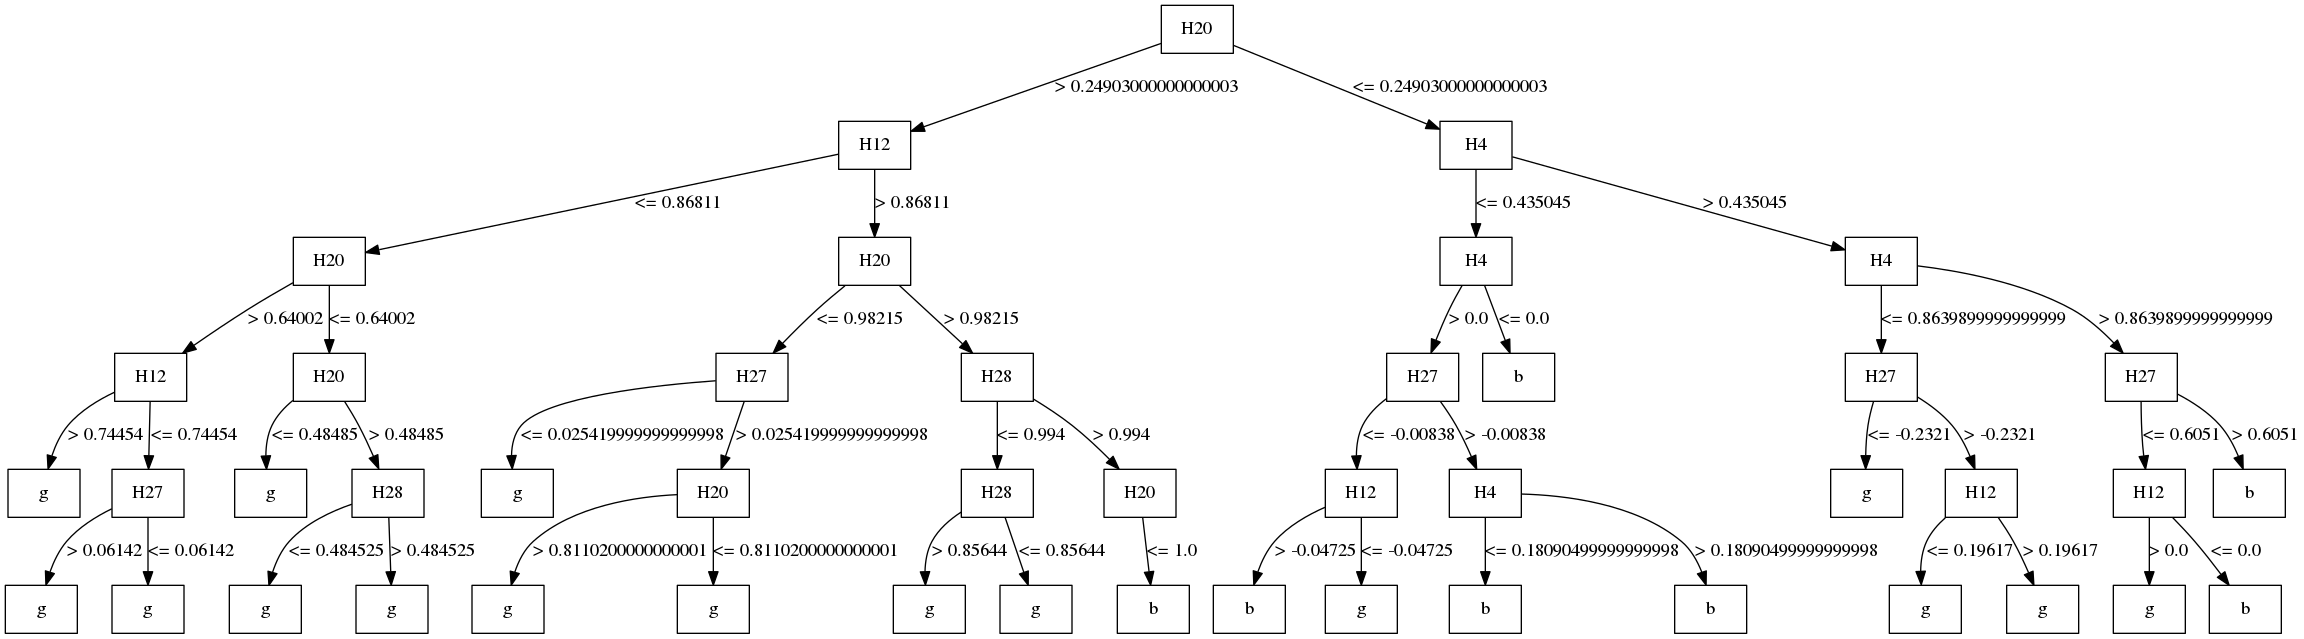 H20
> 0.24903000000000003 <= 0.24903000000000003
H12 H4
<= 0.86811 > 0.86811 <= 0.435045 > 0.435045
H20 H20 H4 H4
> 0.64002 <= 0.64002 <= 0.98215 > 0.98215 > 0.0 <= 0.0 <= 0.8639899999999999 > 0.8639899999999999
H12 H20 H27 H28 H27 b H27 H27
> 0.74454 <= 0.74454 <= 0.48485 > 0.48485 <= 0.025419999999999998 > 0.025419999999999998 <= 0.994 > 0.994 <= -0.00838 > -0.00838 <= -0.2321 > -0.2321 <= 0.6051 > 0.6051
g H27 g H28 g H20 H28 H20 H12 H4 g H12 H12 b
> 0.06142 <= 0.06142 <= 0.484525 > 0.484525 > 0.8110200000000001 <= 0.8110200000000001 > 0.85644 <= 0.85644 <= 1.0 > -0.04725 <= -0.04725 <= 0.18090499999999998 > 0.18090499999999998 <= 0.19617 > 0.19617 > 0.0 <= 0.0
g g g g g g g g b b g b b g g g b